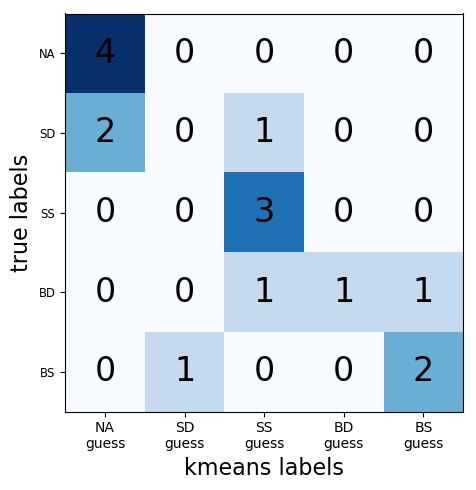 NA 4 0 0 0 0
SD 2 0 1 0 0
SS 0 0 3 0 0
BD 0 0 1 1 1
BS 0 1 0 0 2
true labels
NA SD SS BD BS
guess guess guess guess guess
kmeans labels